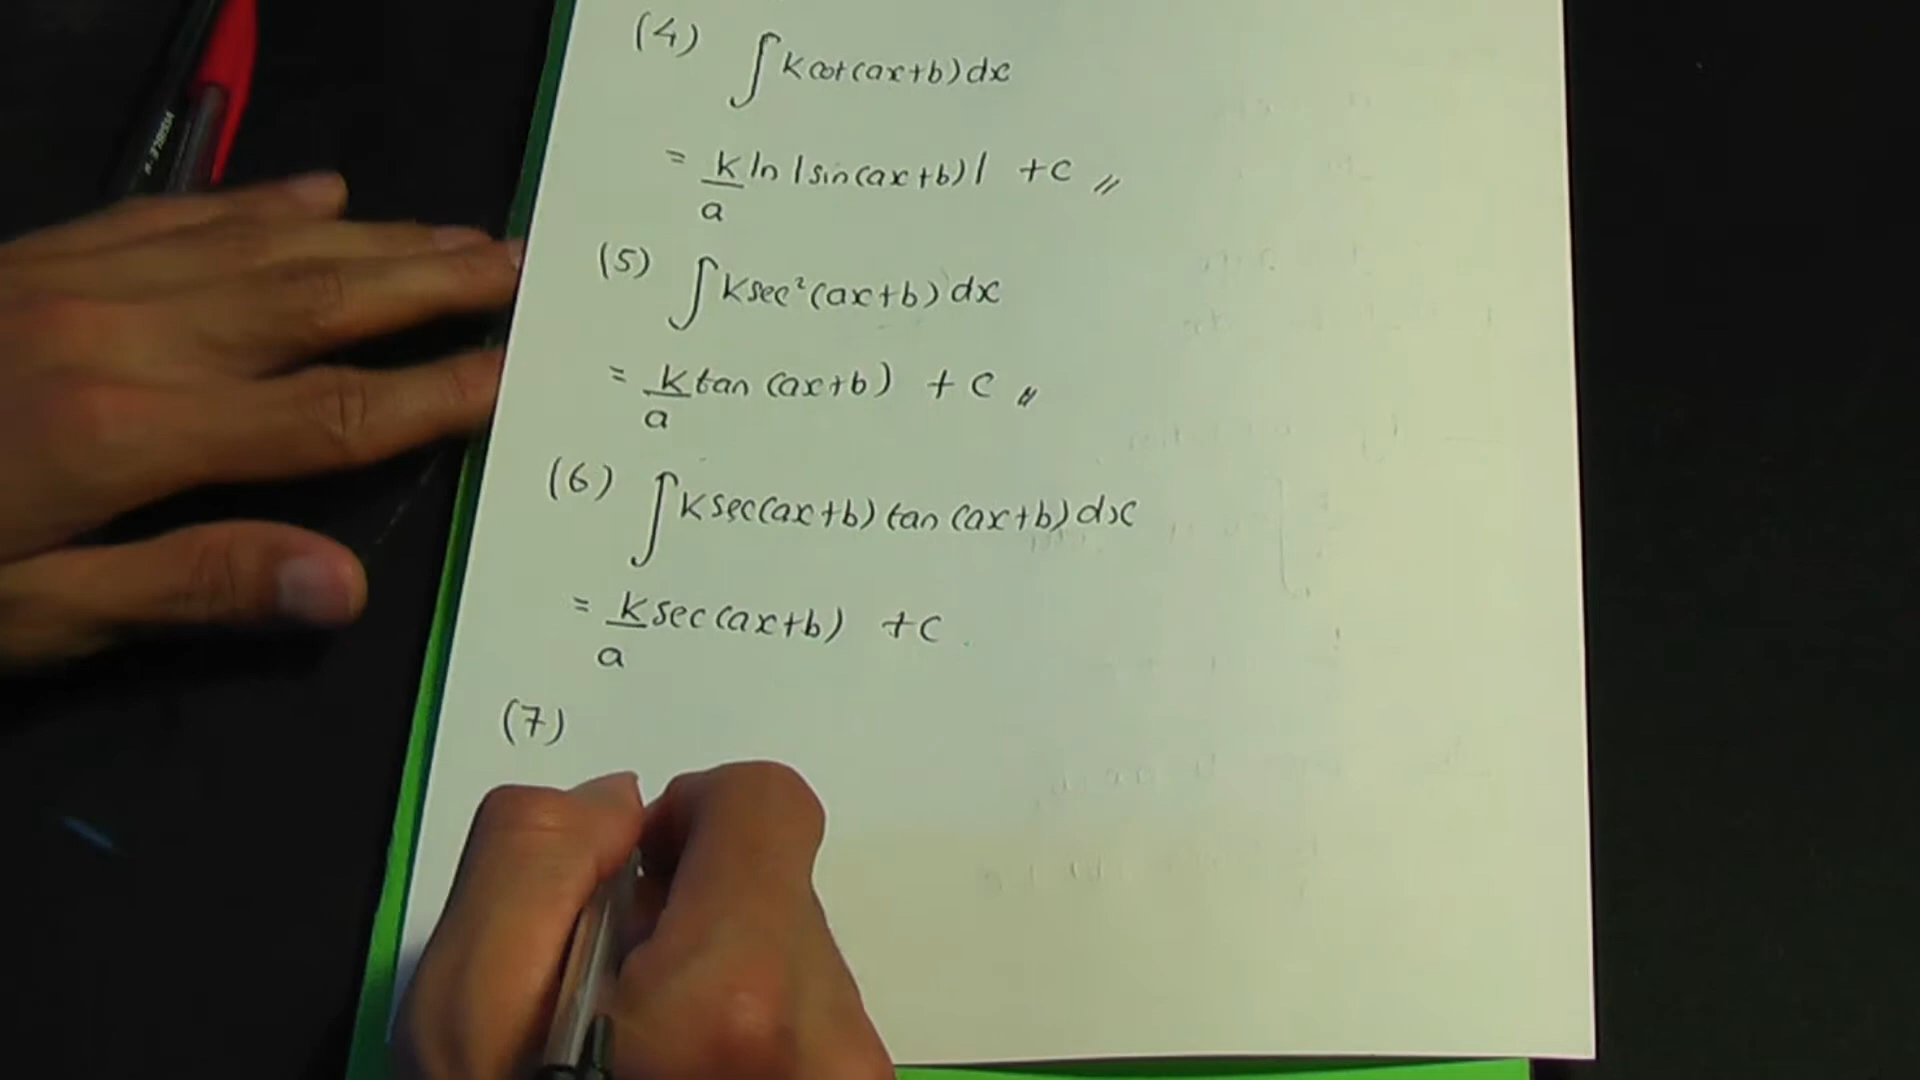 (4) ∫ k cot(ax+b) dx
= k/a ln |sin(ax+b)| + c //
(5) ∫ k sec²(ax+b) dx
= k/a tan (ax+b) + c //
(6) ∫ k sec(ax+b) tan (ax+b) dx
= k/a sec(ax+b) + c
(7)